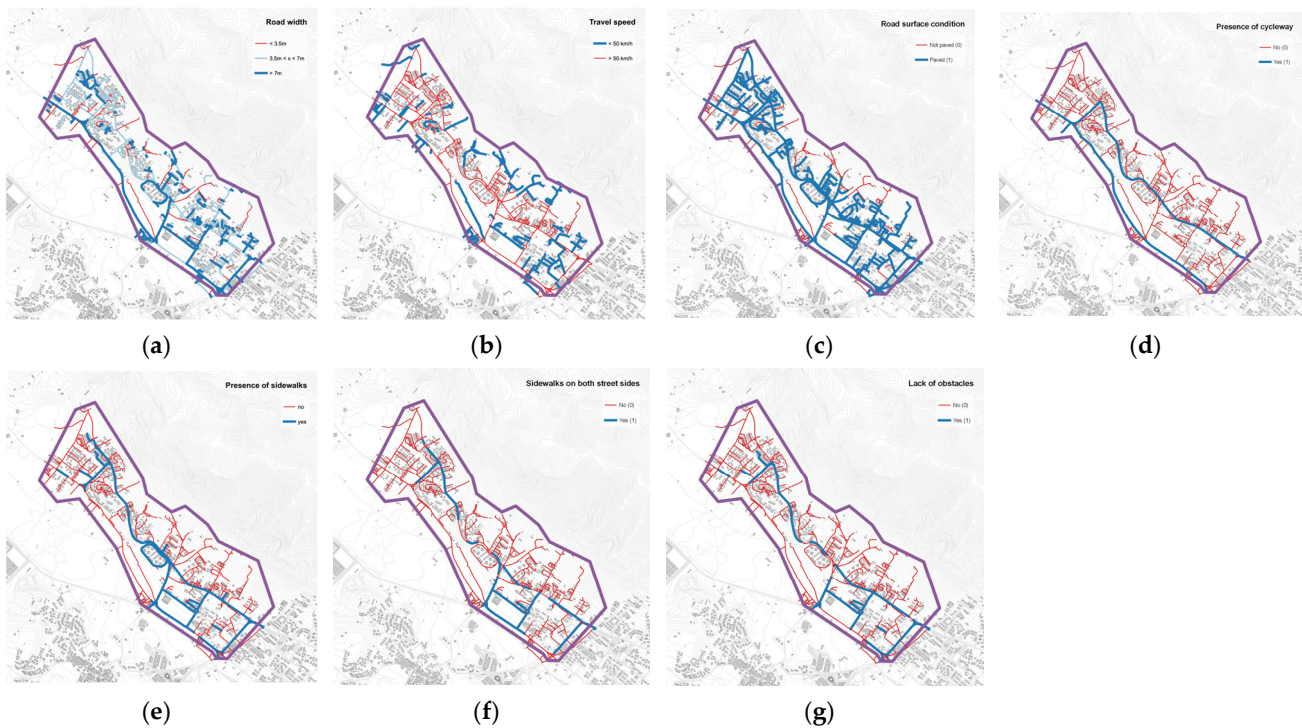 Road width
< 3.5m
3.5m < x < 7m
> 7m
Travel speed
< 50 km/h
> 50 km/h
Road surface condition
Not paved (0)
Paved (1)
Presence of cycleway
No (0)
Yes (1)
(a)
(b)
(c)
(d)
Presence of sidewalks
no
yes
Sidewalks on both street sides
No (0)
Yes (1)
Lack of obstacles
No (0)
Yes (1)
(e)
(f)
(g)